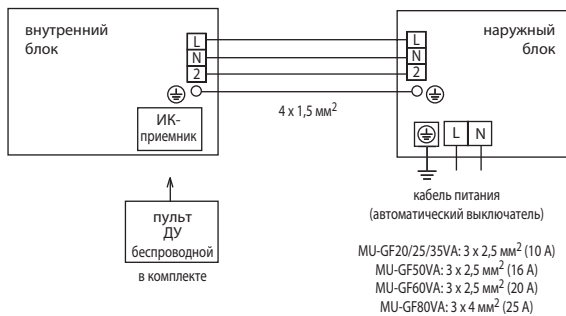 внутренний
блок
L
N
2
ИК-
приемник
пульт
ДУ
беспроводной
в комплекте
4 x 1,5 мм²
наружный
блок
L
N
2
L N
кабель питания
(автоматический выключатель)
MU-GF20/25/35VA: 3 x 2,5 мм² (10 А)
MU-GF50VA: 3 x 2,5 мм² (16 А)
MU-GF60VA: 3 x 2,5 мм² (20 А)
MU-GF80VA: 3 x 4 мм² (25 А)